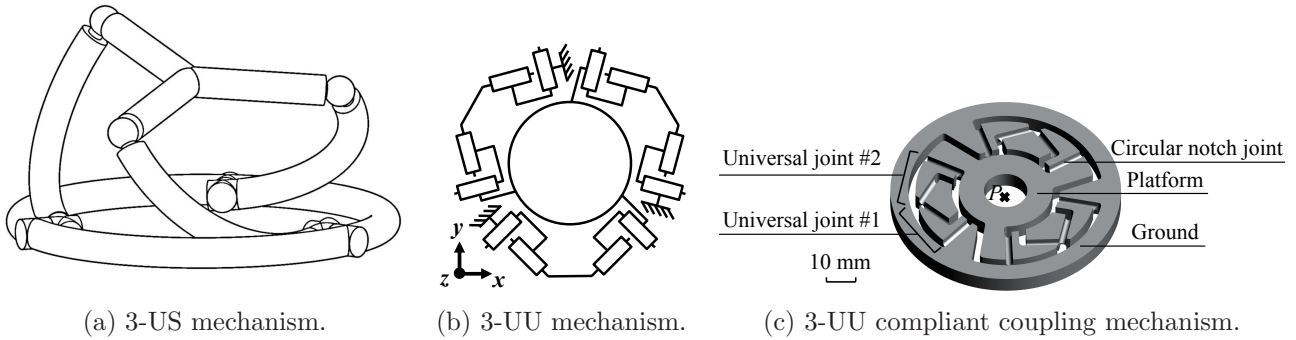 y
z
x
Universal joint #2
Universal joint #1
10 mm
P
Circular notch joint
Platform
Ground
(a) 3-US mechanism.
(b) 3-UU mechanism.
(c) 3-UU compliant coupling mechanism.